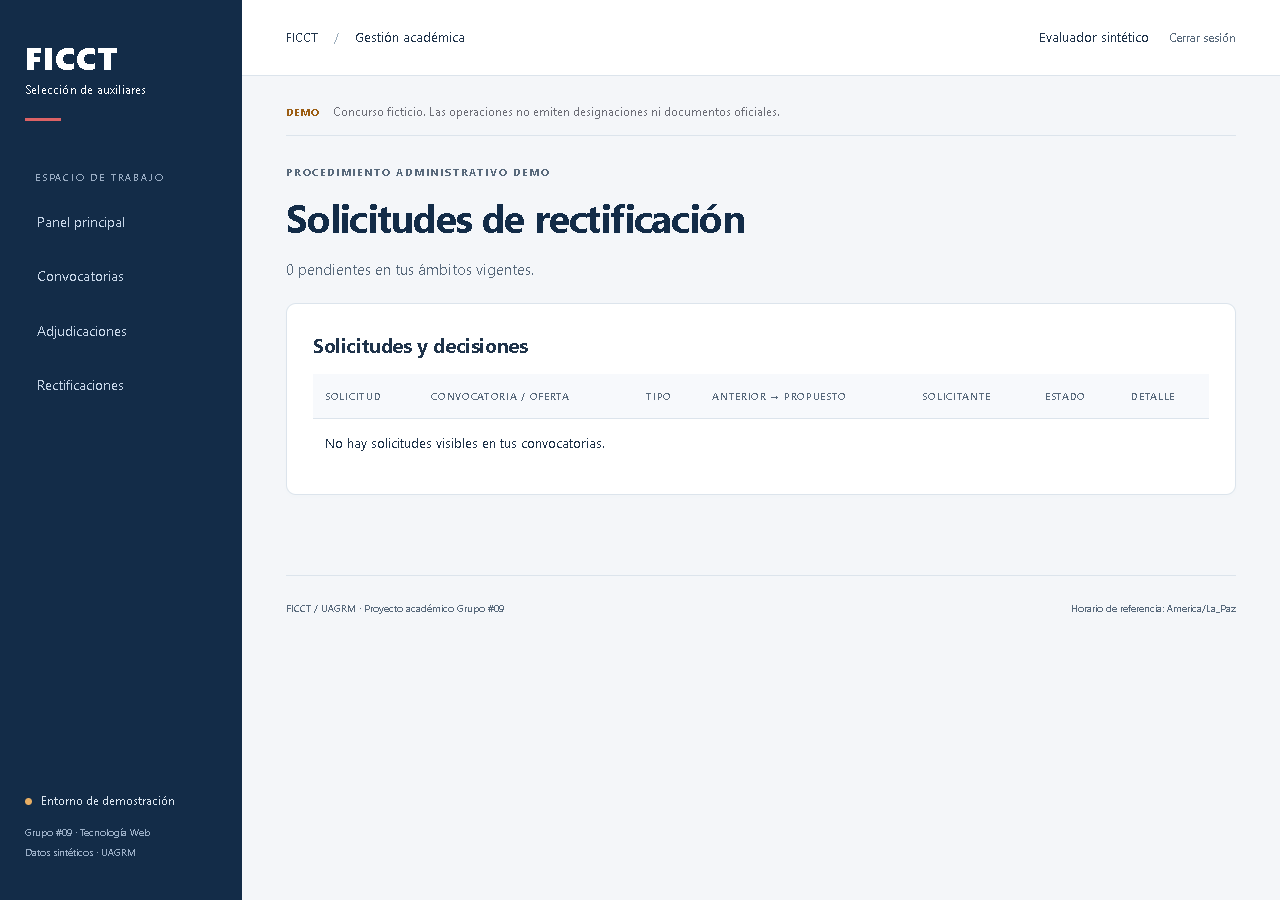 FICCT
Selección de auxiliares
ESPACIO DE TRABAJO
Panel principal
Convocatorias
Adjudicaciones
Rectificaciones
Entorno de demostración
Grupo #09 · Tecnología Web
Datos sintéticos · UAGRM
FICCT / Gestión académica
Evaluador sintético Cerrar sesión
DEMO Concurso ficticio. Las operaciones no emiten designaciones ni documentos oficiales.
PROCEDIMIENTO ADMINISTRATIVO DEMO
Solicitudes de rectificación
0 pendientes en tus ámbitos vigentes.
Solicitudes y decisiones
SOLICITUD CONVOCATORIA / OFERTA TIPO ANTERIOR → PROPUESTO SOLICITANTE ESTADO DETALLE
No hay solicitudes visibles en tus convocatorias.
FICCT / UAGRM · Proyecto académico Grupo #09
Horario de referencia: America/La_Paz